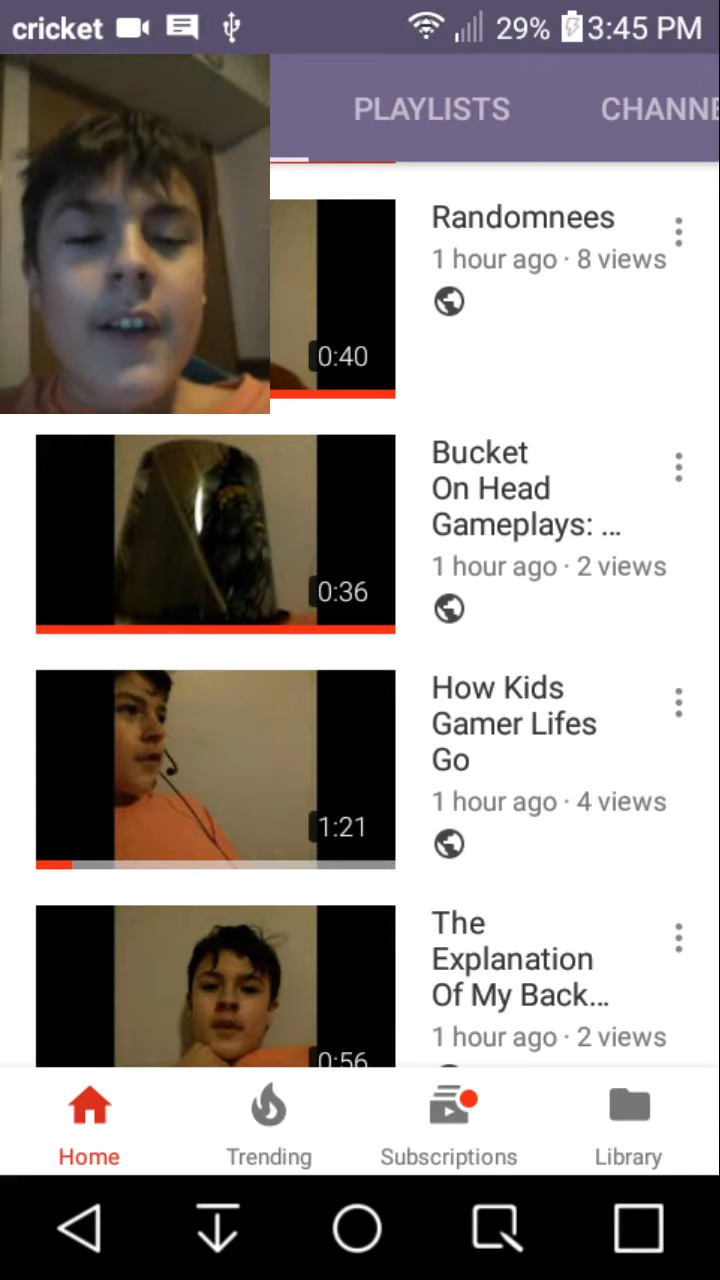 cricket 29% 3:45 PM
PLAYLISTS CHANNE
Randomnees
1 hour ago · 8 views
0:40
Bucket
On Head
Gameplays: ...
1 hour ago · 2 views
0:36
How Kids
Gamer Lifes
Go
1 hour ago · 4 views
1:21
The
Explanation
Of My Back...
1 hour ago · 2 views
0:56
Home Trending Subscriptions Library